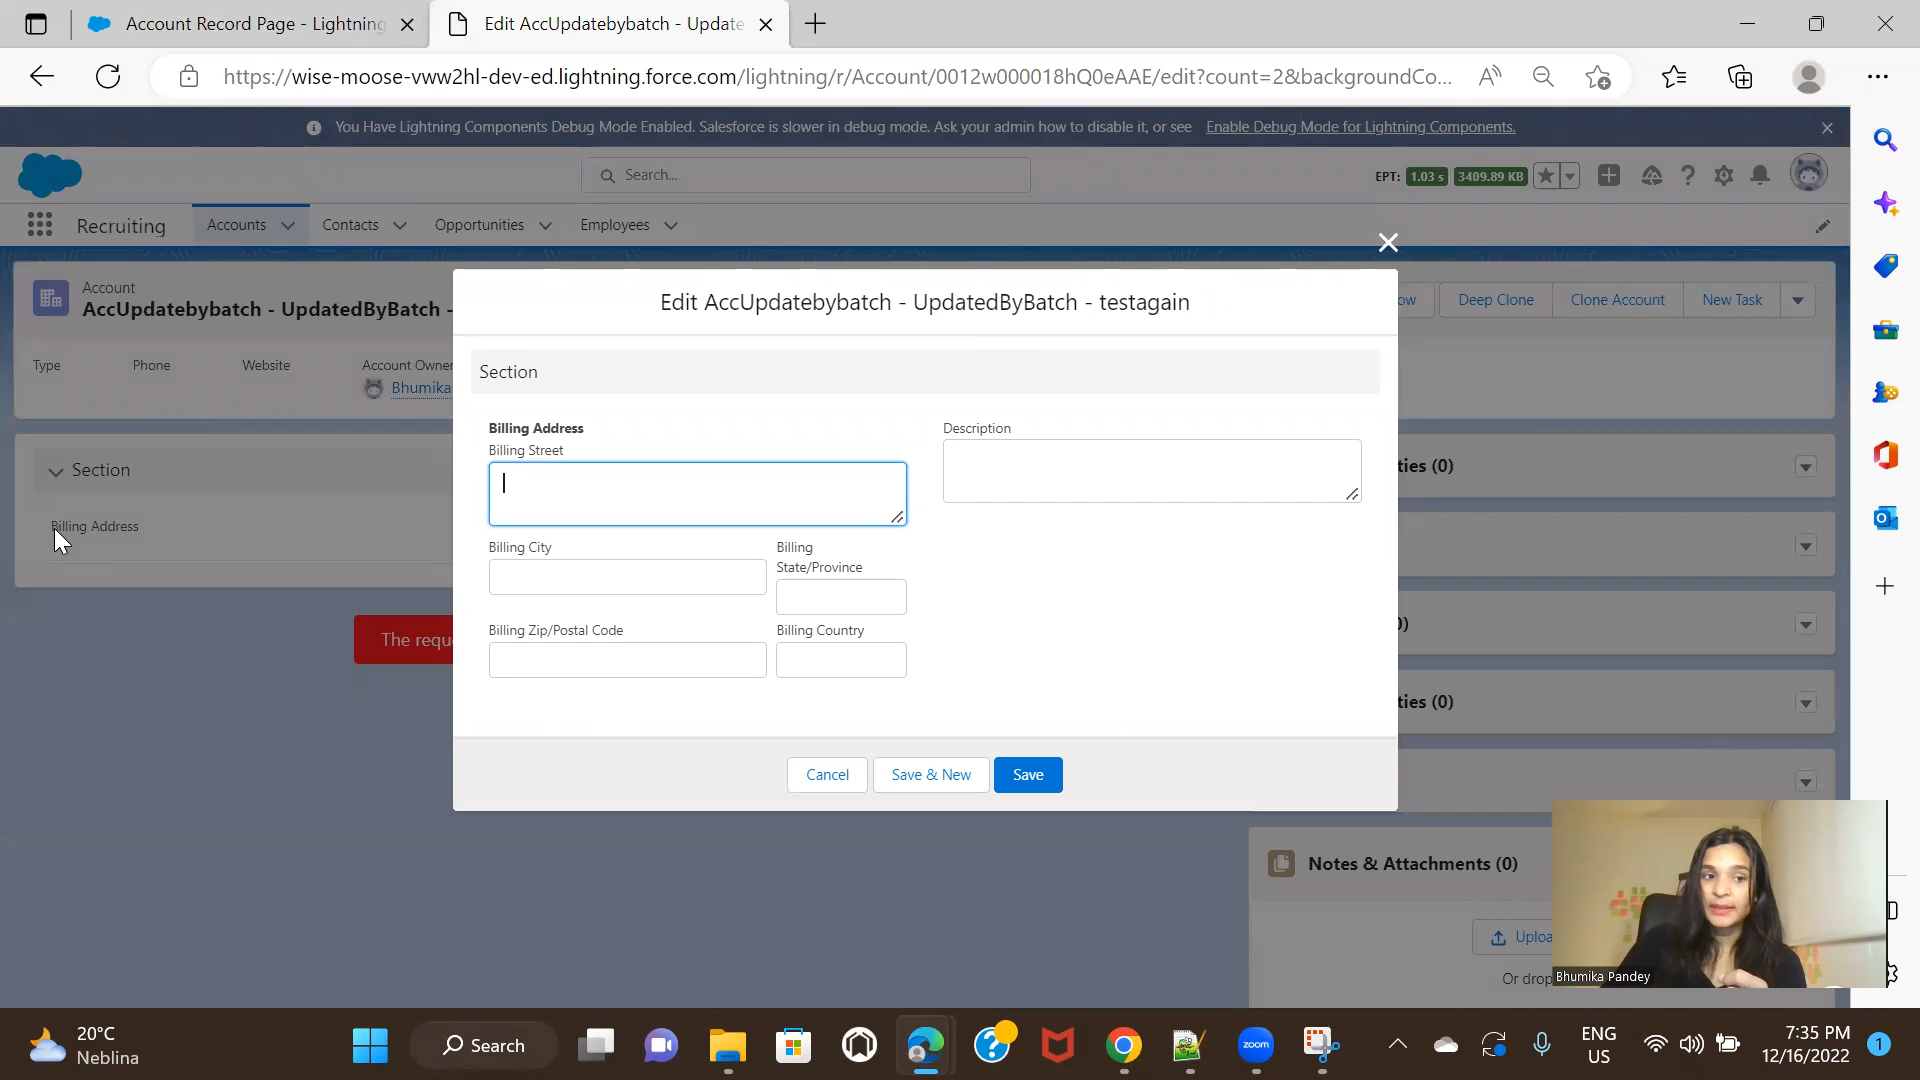 Account Record Page - Lightning
Edit AccUpdatebybatch - Update
https://wise-moose-vww2hl-dev-ed.lightning.force.com/lightning/r/Account/0012w000018hQ0eAAE/edit?count=2&backgroundCo...
You Have Lightning Components Debug Mode Enabled. Salesforce is slower in debug mode. Ask your admin how to disable it, or see Enable Debug Mode for Lightning Components.
Search...
EPT: 1.03 s 3409.89 KB
Recruiting
Accounts
Contacts
Opportunities
Employees
Account
AccUpdatebybatch - UpdatedByBatch -
Deep Clone
Clone Account
New Task
Type
Phone
Website
Account Owner
Bhumika
Section
Billing Address
The requ
Edit AccUpdatebybatch - UpdatedByBatch - testagain
Section
Billing Address
Billing Street
Description
Billing City
Billing
State/Province
Billing Zip/Postal Code
Billing Country
Cancel
Save & New
Save
ties (0)
ties (0)
Notes & Attachments (0)
Uploa
Or drop
Bhumika Pandey
20°C
Neblina
Search
zoom
ENG
US
7:35 PM
12/16/2022
1